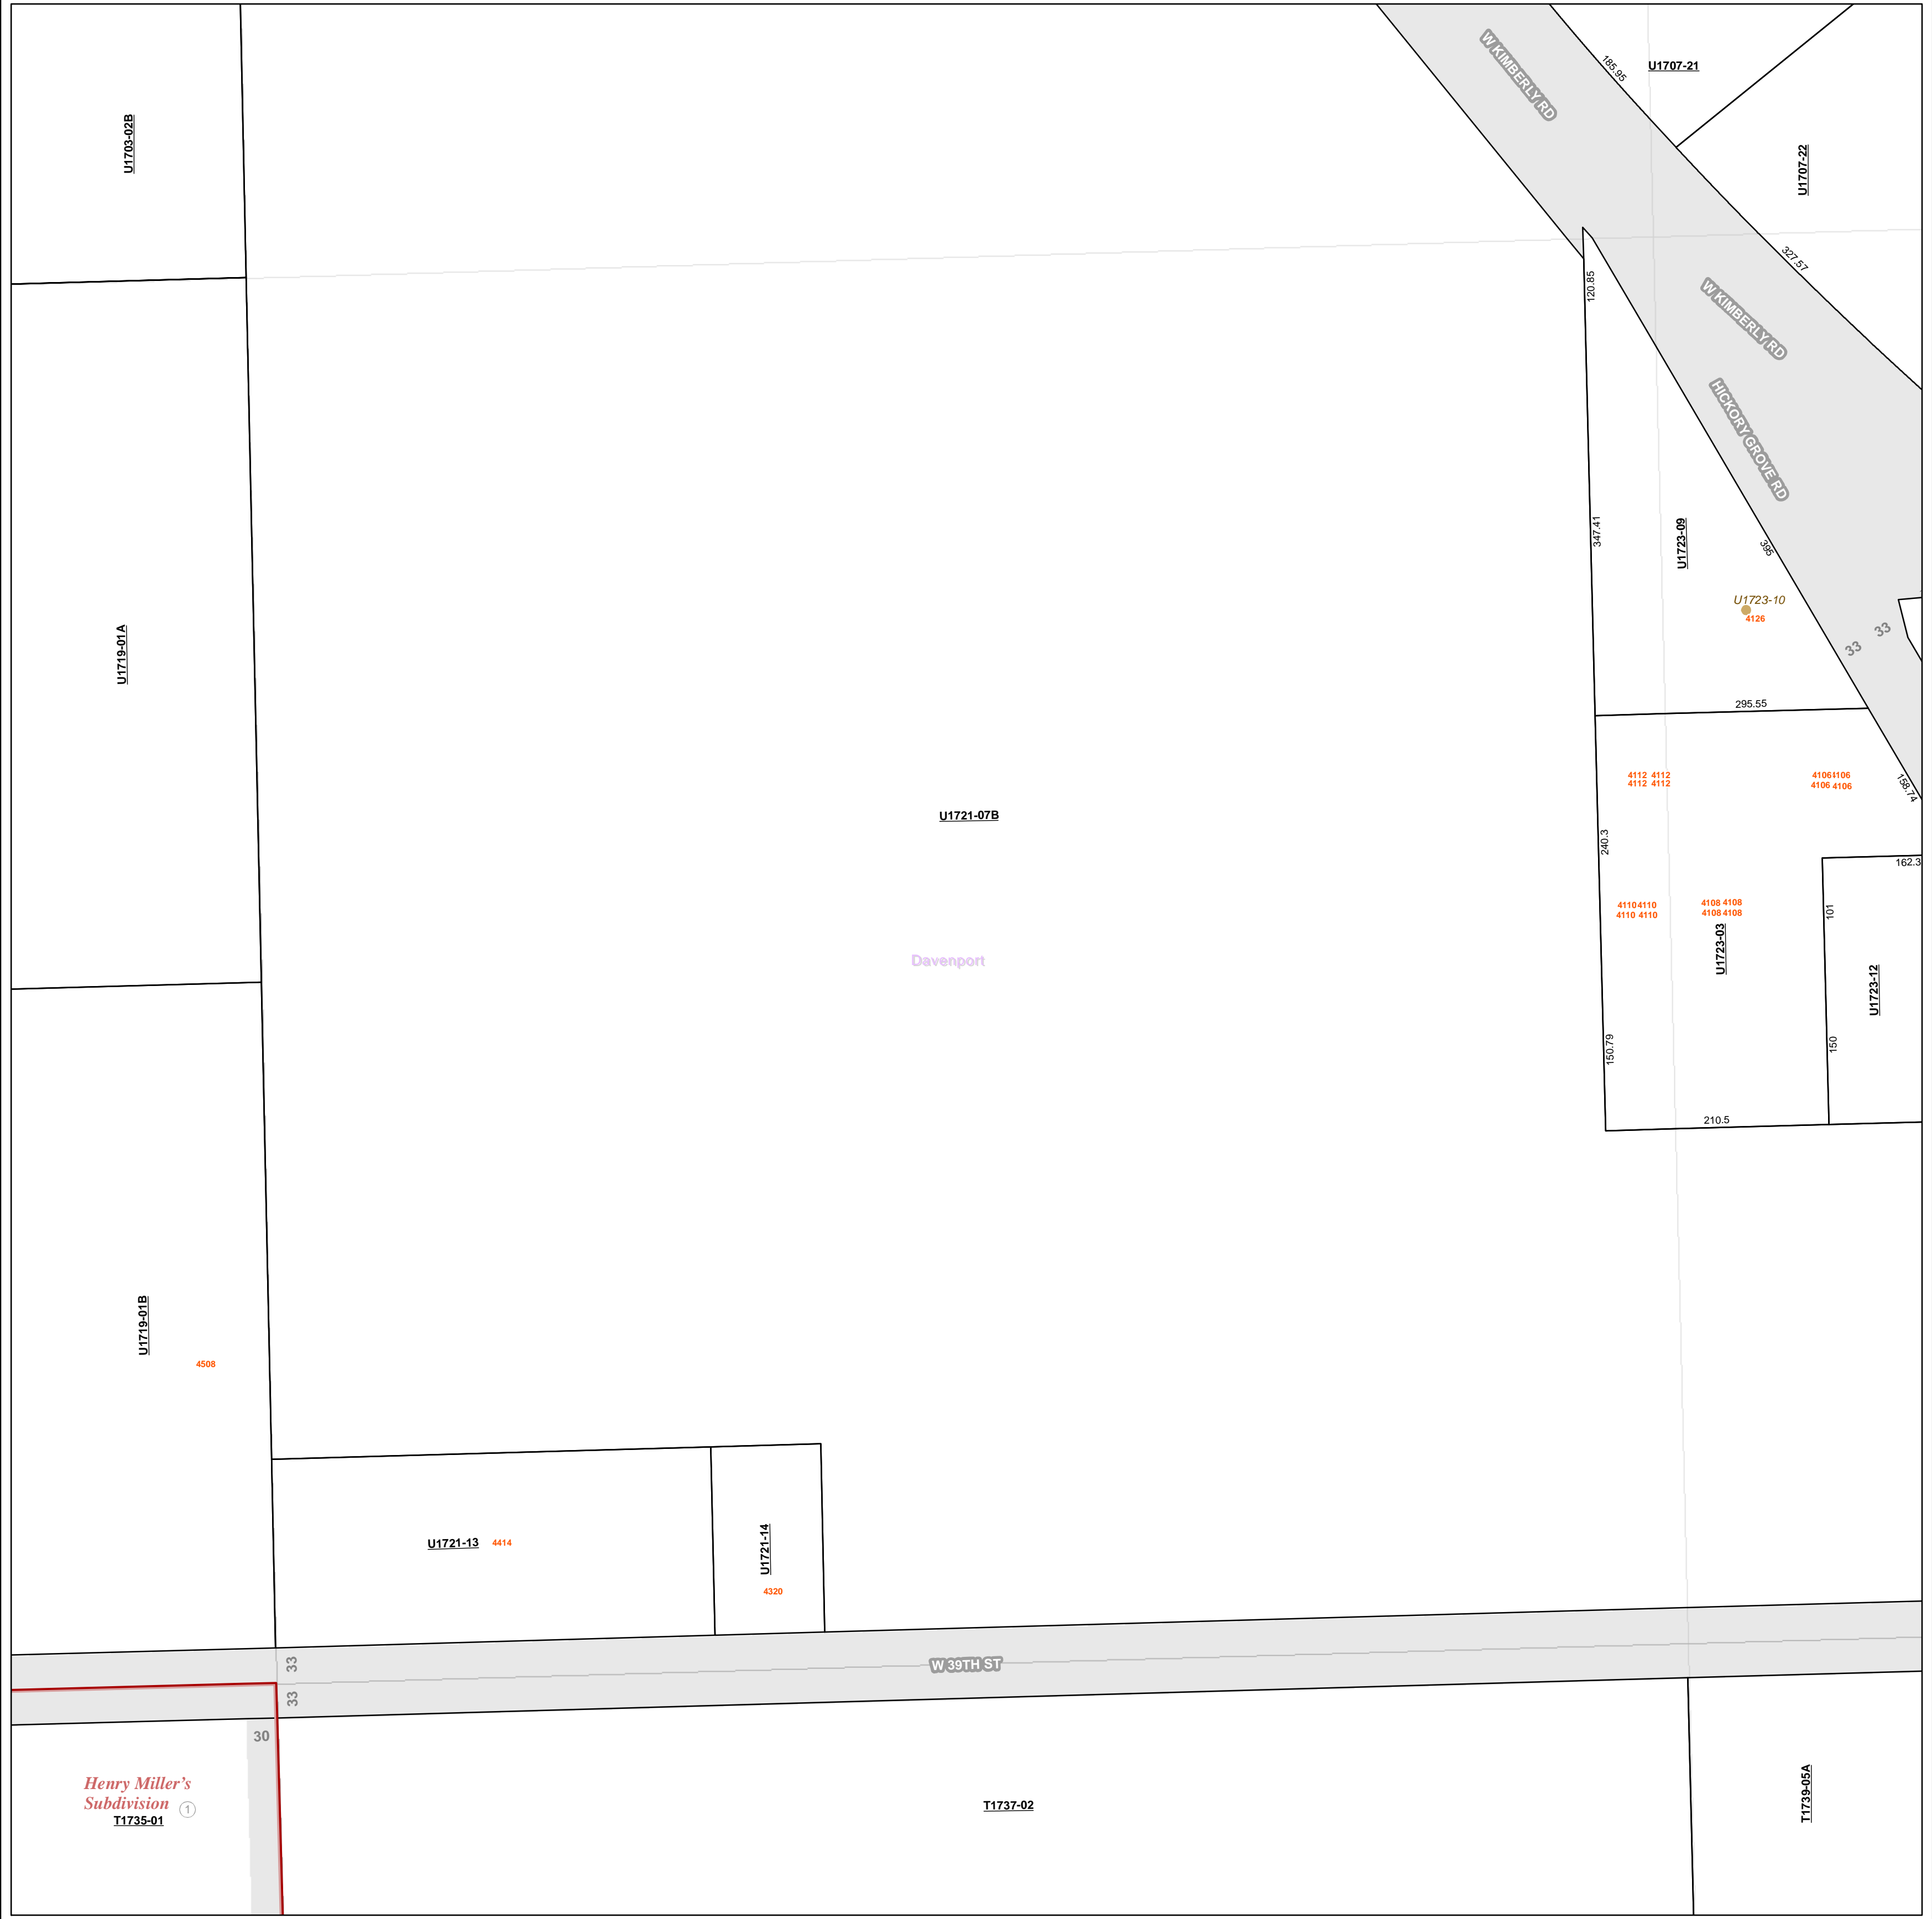 W KIMBERLY RD
185.95
U1707-21
U1703-02B
U1707-22
327.57
120.85
W KIMBERLY RD
HICKORY GROVE RD
347.41
U1723-09
395
U1723-10
4126
33
33
U1719-01A
295.55
4112 4112
4112 4112
4106 4106
4106 4106
158.74
U1721-07B
240.3
162.3
4110 4110
4110 4110
4108 4108
4108 4108
101
U1723-03
Davenport
U1723-12
150.79
150
210.5
U1719-01B
4508
U1721-13 4414
U1721-14
4320
33
W 39TH ST
33
30
Henry Miller's
Subdivision 1
T1735-01
T1737-02
T1739-05A